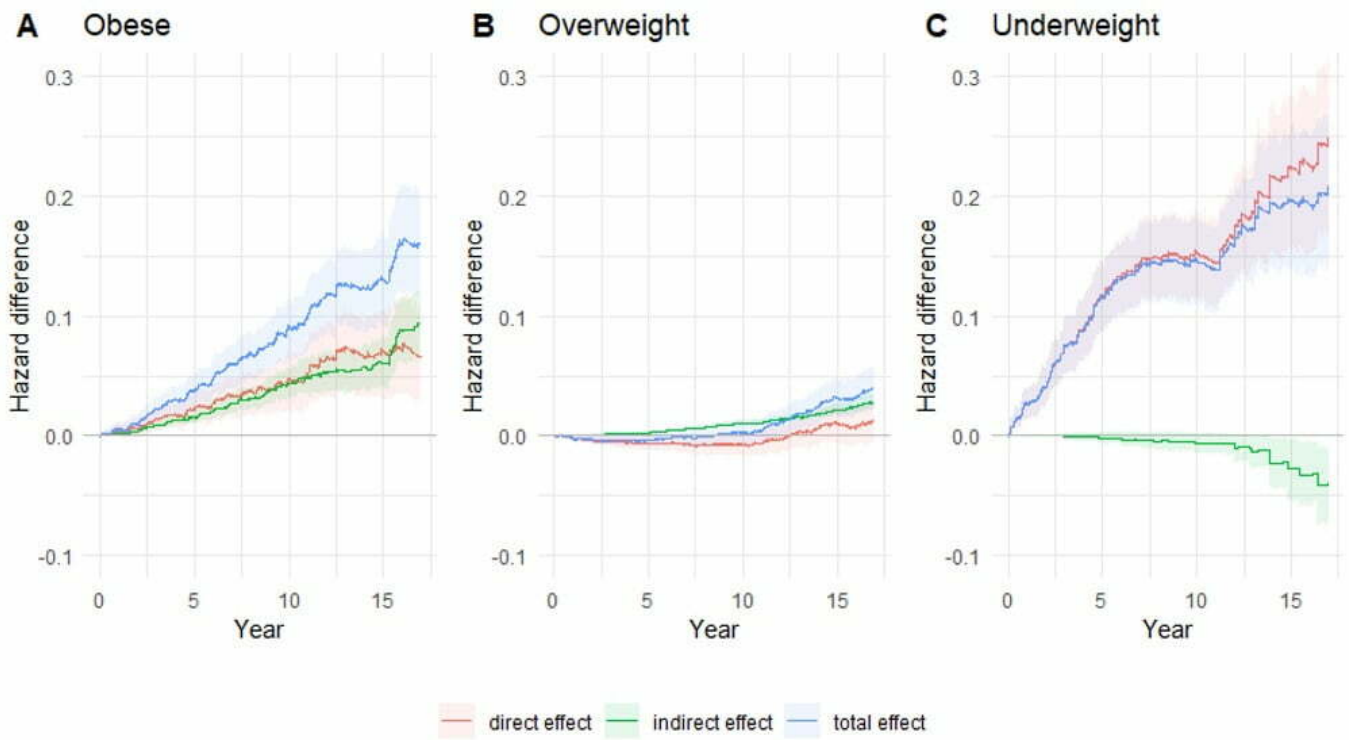 A Obese
B Overweight
C Underweight
Hazard difference
0.3
0.2
0.1
0.0
-0.1
0
5
10
15
Year
Hazard difference
0.3
0.2
0.1
0.0
-0.1
0
5
10
15
Year
Hazard difference
0.3
0.2
0.1
0.0
-0.1
0
5
10
15
Year
direct effect indirect effect total effect